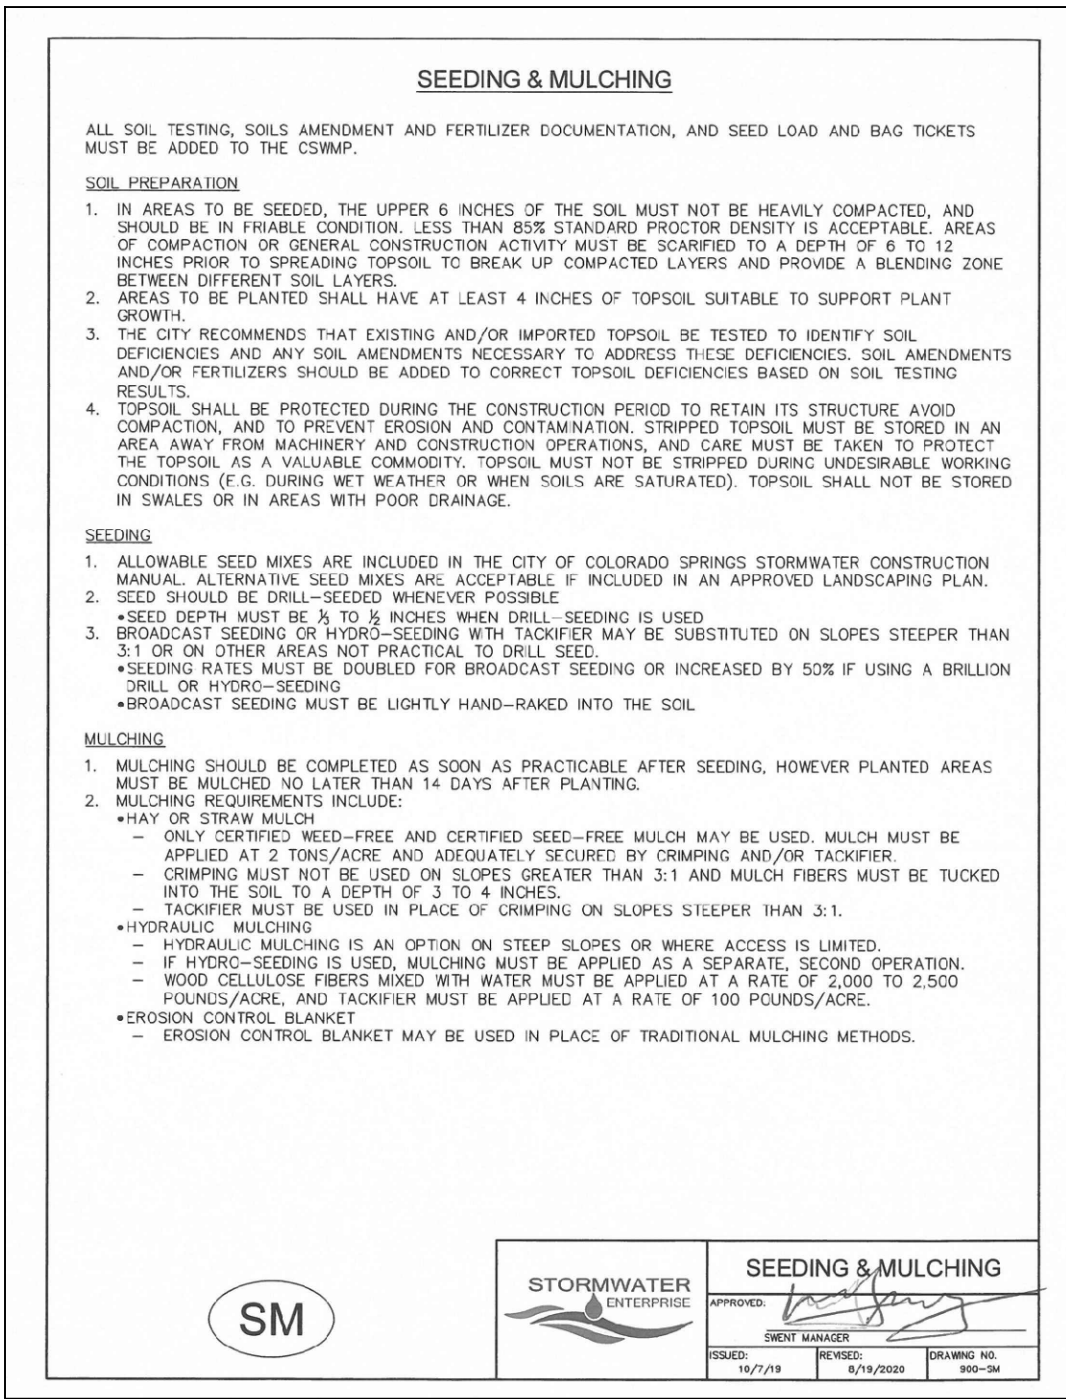 SEEDING & MULCHING
ALL SOIL TESTING, SOILS AMENDMENT AND FERTILIZER DOCUMENTATION, AND SEED LOAD AND BAG TICKETS
MUST BE ADDED TO THE CSWMP.
SOIL PREPARATION
1. IN AREAS TO BE SEEDED, THE UPPER 6 INCHES OF THE SOIL MUST NOT BE HEAVILY COMPACTED, AND
SHOULD BE IN FRIABLE CONDITION. LESS THAN 85% STANDARD PROCTOR DENSITY IS ACCEPTABLE. AREAS
OF COMPACTION OR GENERAL CONSTRUCTION ACTIVITY MUST BE SCARIFIED TO A DEPTH OF 6 TO 12
INCHES PRIOR TO SPREADING TOPSOIL TO BREAK UP COMPACTED LAYERS AND PROVIDE A BLENDING ZONE
BETWEEN DIFFERENT SOIL LAYERS.
2. AREAS TO BE PLANTED SHALL HAVE AT LEAST 4 INCHES OF TOPSOIL SUITABLE TO SUPPORT PLANT
GROWTH.
3. THE CITY RECOMMENDS THAT EXISTING AND/OR IMPORTED TOPSOIL BE TESTED TO IDENTIFY SOIL
DEFICIENCIES AND ANY SOIL AMENDMENTS NECESSARY TO ADDRESS THESE DEFICIENCIES. SOIL AMENDMENTS
AND/OR FERTILIZERS SHOULD BE ADDED TO CORRECT TOPSOIL DEFICIENCIES BASED ON SOIL TESTING
RESULTS.
4. TOPSOIL SHALL BE PROTECTED DURING THE CONSTRUCTION PERIOD TO RETAIN ITS STRUCTURE AVOID
COMPACTION, AND TO PREVENT EROSION AND CONTAMINATION. STRIPPED TOPSOIL MUST BE STORED IN AN
AREA AWAY FROM MACHINERY AND CONSTRUCTION OPERATIONS, AND CARE MUST BE TAKEN TO PROTECT
THE TOPSOIL AS A VALUABLE COMMODITY. TOPSOIL MUST NOT BE STRIPPED DURING UNDESIRABLE WORKING
CONDITIONS (E.G. DURING WET WEATHER OR WHEN SOILS ARE SATURATED). TOPSOIL SHALL NOT BE STORED
IN SWALES OR IN AREAS WITH POOR DRAINAGE.
SEEDING
1. ALLOWABLE SEED MIXES ARE INCLUDED IN THE CITY OF COLORADO SPRINGS STORMWATER CONSTRUCTION
MANUAL. ALTERNATIVE SEED MIXES ARE ACCEPTABLE IF INCLUDED IN AN APPROVED LANDSCAPING PLAN.
2. SEED SHOULD BE DRILL-SEEDED WHENEVER POSSIBLE
•SEED DEPTH MUST BE ⅓ TO ½ INCHES WHEN DRILL-SEEDING IS USED
3. BROADCAST SEEDING OR HYDRO-SEEDING WITH TACKIFIER MAY BE SUBSTITUTED ON SLOPES STEEPER THAN
3:1 OR ON OTHER AREAS NOT PRACTICAL TO DRILL SEED.
•SEEDING RATES MUST BE DOUBLED FOR BROADCAST SEEDING OR INCREASED BY 50% IF USING A BRILLION
DRILL OR HYDRO-SEEDING
•BROADCAST SEEDING MUST BE LIGHTLY HAND-RAKED INTO THE SOIL
MULCHING
1. MULCHING SHOULD BE COMPLETED AS SOON AS PRACTICABLE AFTER SEEDING, HOWEVER PLANTED AREAS
MUST BE MULCHED NO LATER THAN 14 DAYS AFTER PLANTING.
2. MULCHING REQUIREMENTS INCLUDE:
•HAY OR STRAW MULCH
– ONLY CERTIFIED WEED-FREE AND CERTIFIED SEED-FREE MULCH MAY BE USED. MULCH MUST BE
APPLIED AT 2 TONS/ACRE AND ADEQUATELY SECURED BY CRIMPING AND/OR TACKIFIER.
– CRIMPING MUST NOT BE USED ON SLOPES GREATER THAN 3:1 AND MULCH FIBERS MUST BE TUCKED
INTO THE SOIL TO A DEPTH OF 3 TO 4 INCHES.
– TACKIFIER MUST BE USED IN PLACE OF CRIMPING ON SLOPES STEEPER THAN 3:1.
•HYDRAULIC MULCHING
– HYDRAULIC MULCHING IS AN OPTION ON STEEP SLOPES OR WHERE ACCESS IS LIMITED.
– IF HYDRO-SEEDING IS USED, MULCHING MUST BE APPLIED AS A SEPARATE, SECOND OPERATION.
– WOOD CELLULOSE FIBERS MIXED WITH WATER MUST BE APPLIED AT A RATE OF 2,000 TO 2,500
POUNDS/ACRE, AND TACKIFIER MUST BE APPLIED AT A RATE OF 100 POUNDS/ACRE.
•EROSION CONTROL BLANKET
– EROSION CONTROL BLANKET MAY BE USED IN PLACE OF TRADITIONAL MULCHING METHODS.
SM
STORMWATER
ENTERPRISE
SEEDING & MULCHING
APPROVED:
SWENT MANAGER
ISSUED: REVISED: DRAWING NO.
10/7/19 8/19/2020 900-SM